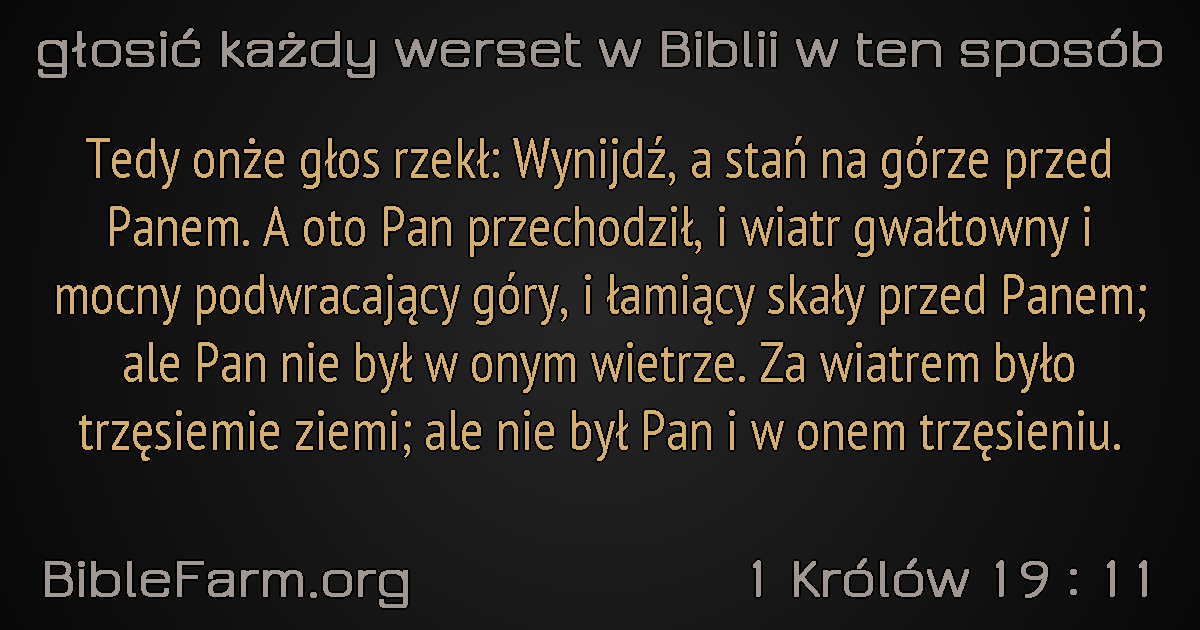 głosić każdy werset w Biblii w ten sposób
Tedy onże głos rzekł: Wynijdź, a stań na górze przed
Panem. A oto Pan przechodził, i wiatr gwałtowny i
mocny podwracający góry, i łamiący skały przed Panem;
ale Pan nie był w onym wietrze. Za wiatrem było
trzęsiemie ziemi; ale nie był Pan i w onem trzęsieniu.
BibleFarm.org
1 Królów 19 : 11